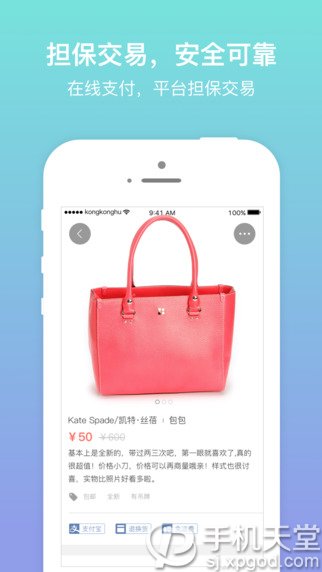 担保交易，安全可靠
在线支付，平台担保交易
kongkonghu 9:41 AM 100%
Kate Spade/凯特·丝蓓 | 包包
¥50 ¥600
基本上是全新的，带过两三次吧，第一眼就喜欢了,真的
很超值！价格小刀，价格可以再商量哦亲！样式也很讨
喜，实物比照片好看多啦。
包邮 全新 有吊牌
支付宝 退换货
手机天堂
sj.xpgod.com